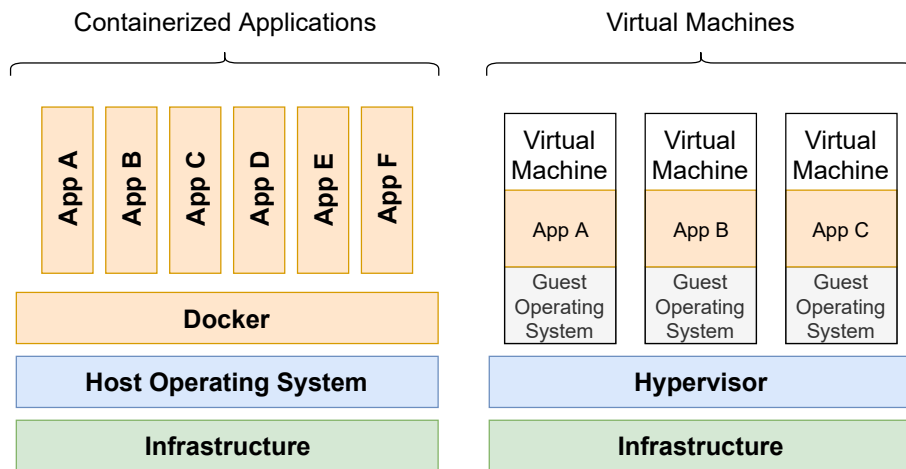 Containerized Applications
App A
App B
App C
App D
App E
App F
Docker
Host Operating System
Infrastructure
Virtual Machines
Virtual
Machine
App A
Guest
Operating
System
Virtual
Machine
App B
Guest
Operating
System
Virtual
Machine
App C
Guest
Operating
System
Hypervisor
Infrastructure